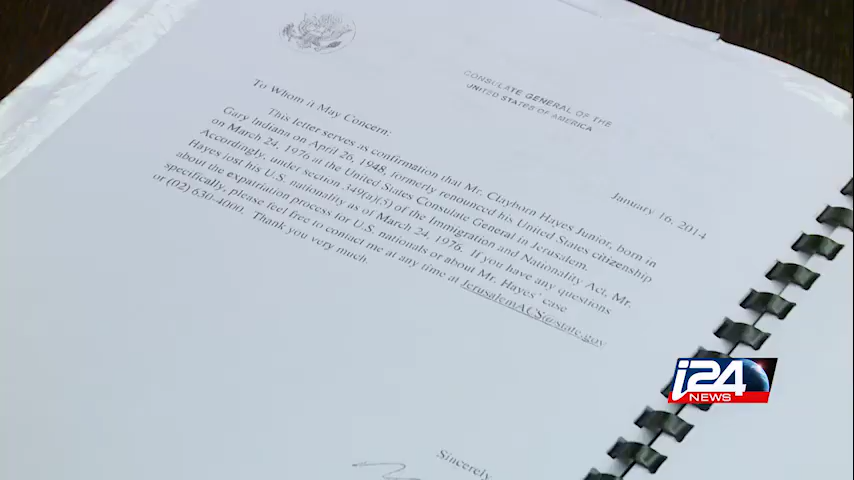 CONSULATE GENERAL OF THE
UNITED STATES OF AMERICA
January 16, 2014
To Whom it May Concern:
This letter serves as confirmation that Mr. Clayborn Hayes Junior, born in
Gary Indiana on April 26, 1948, formerly renounced his United States citizenship
on March 24, 1976 at the United States Consulate General in Jerusalem.
Accordingly, under section 349(a)(5) of the Immigration and Nationality Act, Mr.
Hayes lost his U.S. nationality as of March 24, 1976. If you have any questions
about the expatriation process for U.S. nationals or about Mr. Hayes' case
specifically, please feel free to contact me at any time at JerusalemACS@state.gov
or (02) 630-4000. Thank you very much.
Sincerely
i24
NEWS